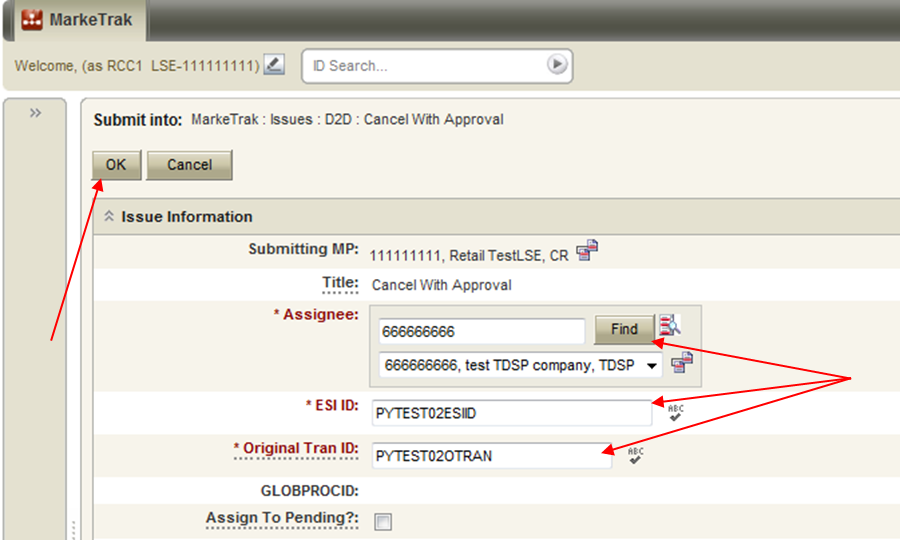 MarkeTrak
Welcome, (as RCC1 LSE-111111111)
ID Search...
Submit into: MarkeTrak : Issues : D2D : Cancel With Approval
OK Cancel
Issue Information
Submitting MP: 111111111, Retail TestLSE, CR
Title: Cancel With Approval
* Assignee: 666666666 Find
666666666, test TDSP company, TDSP
* ESI ID: PYTEST02ESIID ABC
* Original Tran ID: PYTEST02OTRAN ABC
GLOBPROCID:
Assign To Pending?: